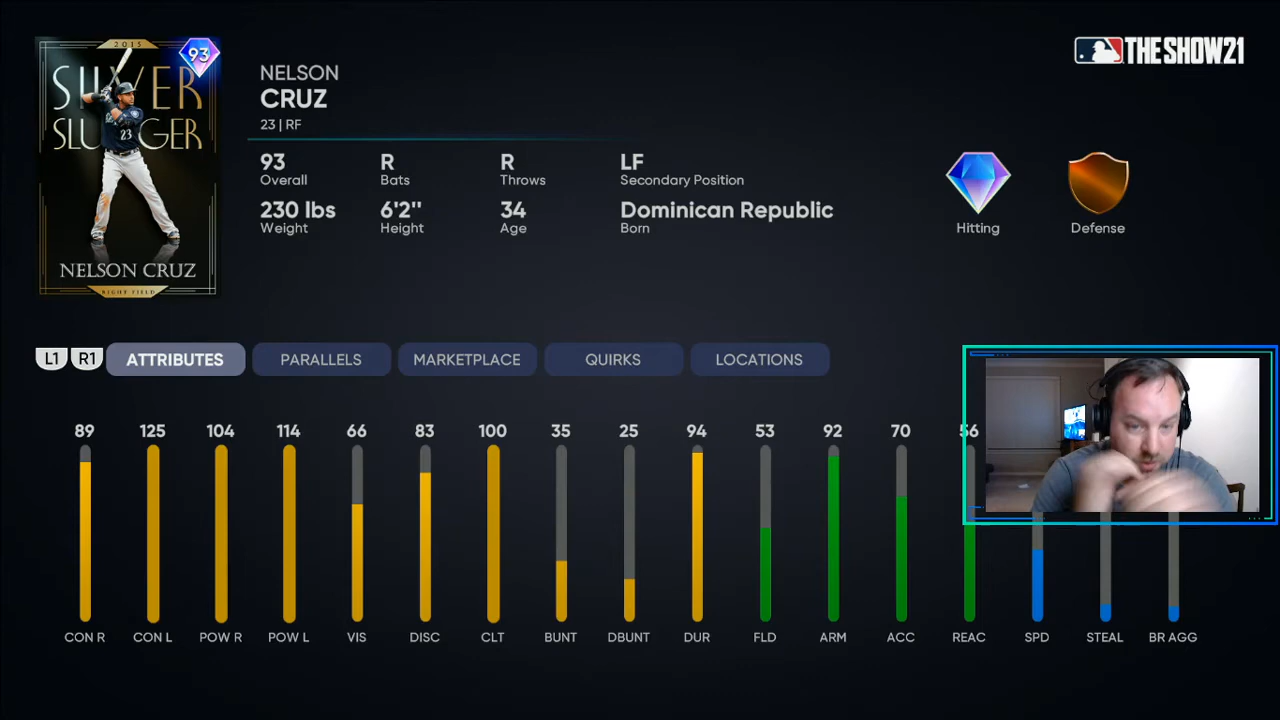 2015
93
SILVER
SLUGGER
NELSON CRUZ
RIGHT FIELD
NELSON
CRUZ
23 | RF
THE SHOW21
93 R R LF
Overall Bats Throws Secondary Position
230 lbs 6'2" 34 Dominican Republic
Weight Height Age Born
Hitting Defense
23
L1 R1 ATTRIBUTES PARALLELS MARKETPLACE QUIRKS LOCATIONS
89 125 104 114 66 83 100 35 25 94 53 92 70 56
CON R CON L POW R POW L VIS DISC CLT BUNT DBUNT DUR FLD ARM ACC REAC SPD STEAL BR AGG